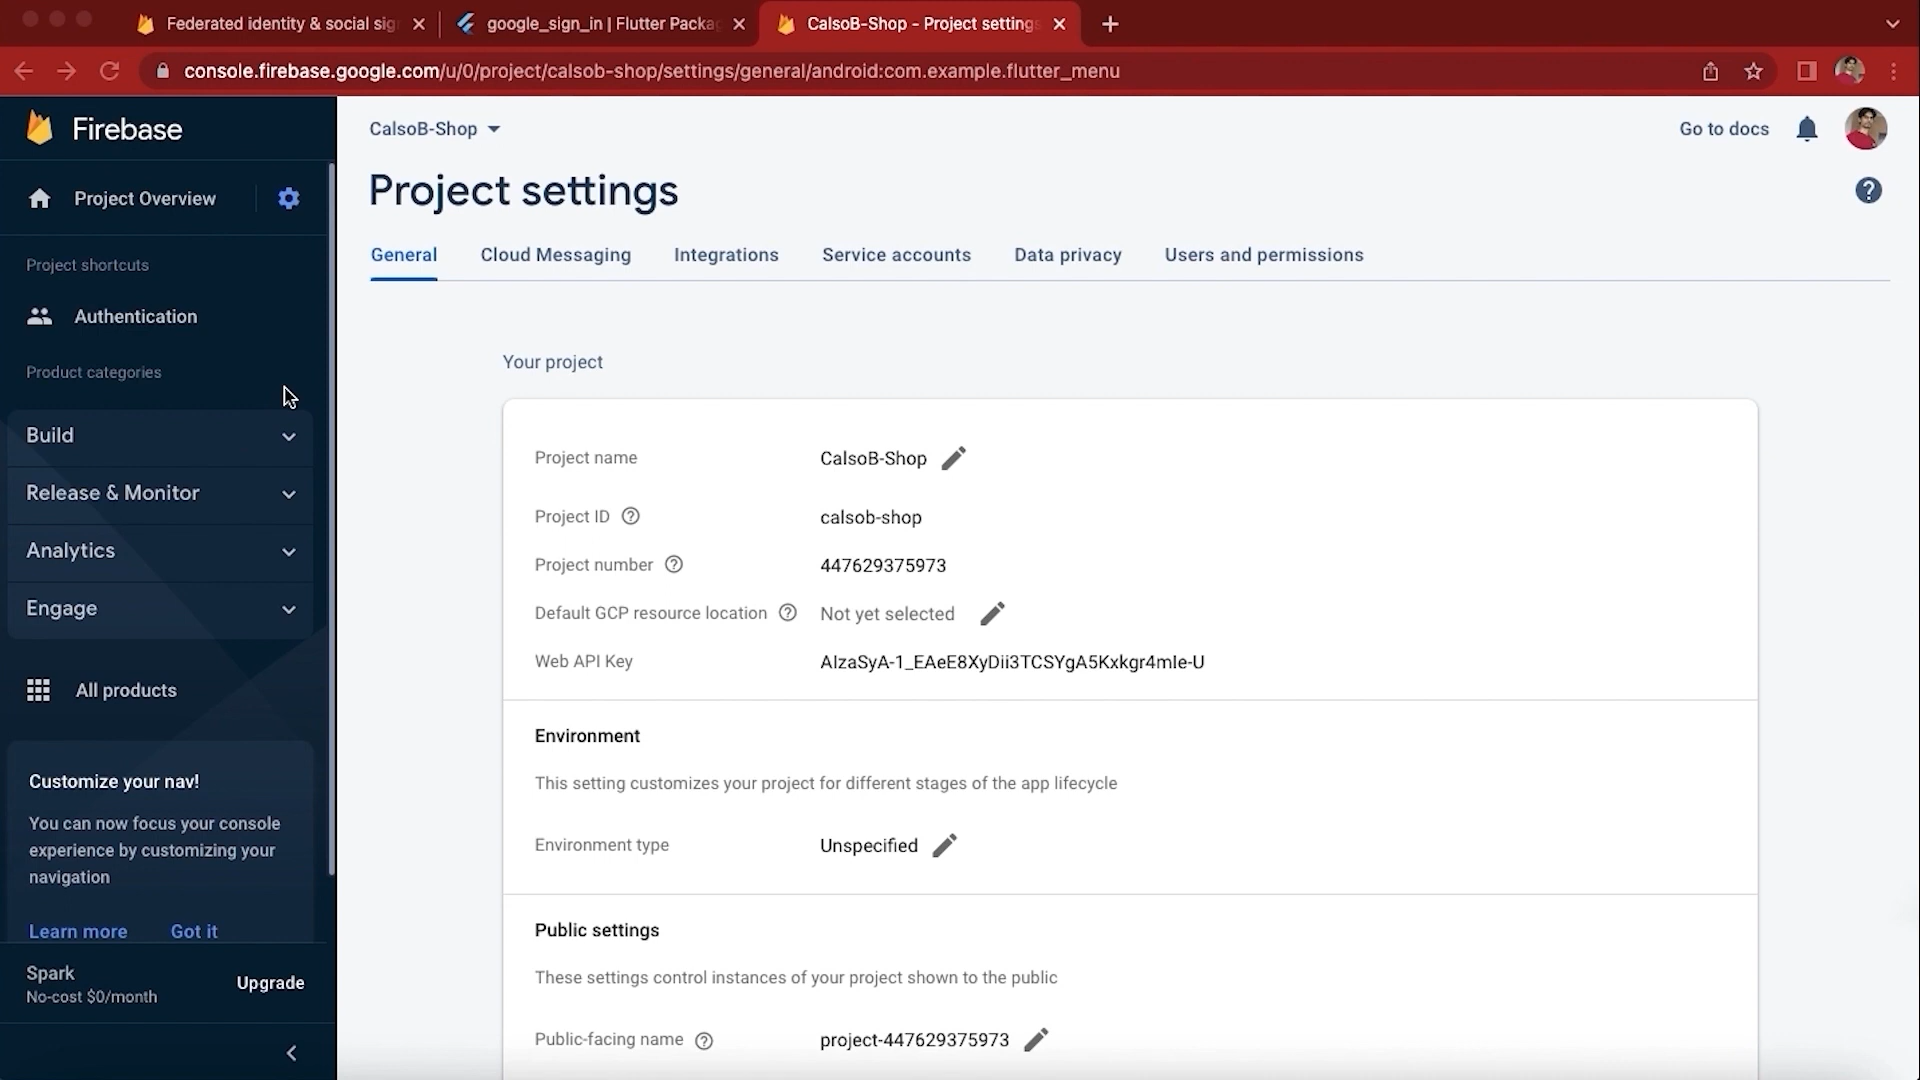 Federated identity & social sig
google_sign_in | Flutter Packa
CalsoB-Shop - Project settings
console.firebase.google.com/u/0/project/calsob-shop/settings/general/android:com.example.flutter_menu
Firebase
CalsoB-Shop
Go to docs
Project settings
Project Overview
General
Cloud Messaging
Integrations
Service accounts
Data privacy
Users and permissions
Project shortcuts
Authentication
Product categories
Build
Release & Monitor
Analytics
Engage
All products
Customize your nav!
You can now focus your console
experience by customizing your
navigation
Learn more
Got it
Spark
No-cost $0/month
Upgrade
Your project
Project name
CalsoB-Shop
Project ID
calsob-shop
Project number
447629375973
Default GCP resource location
Not yet selected
Web API Key
AIzaSyA-1_EAeE8XyDii3TCSYgA5Kxkgr4mIe-U
Environment
This setting customizes your project for different stages of the app lifecycle
Environment type
Unspecified
Public settings
These settings control instances of your project shown to the public
Public-facing name
project-447629375973